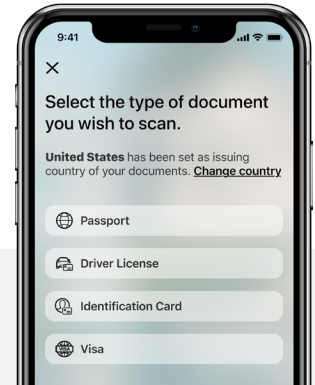 9:41
Select the type of document
you wish to scan.
United States has been set as issuing
country of your documents. Change country
Passport
Driver License
Identification Card
VISA
Visa